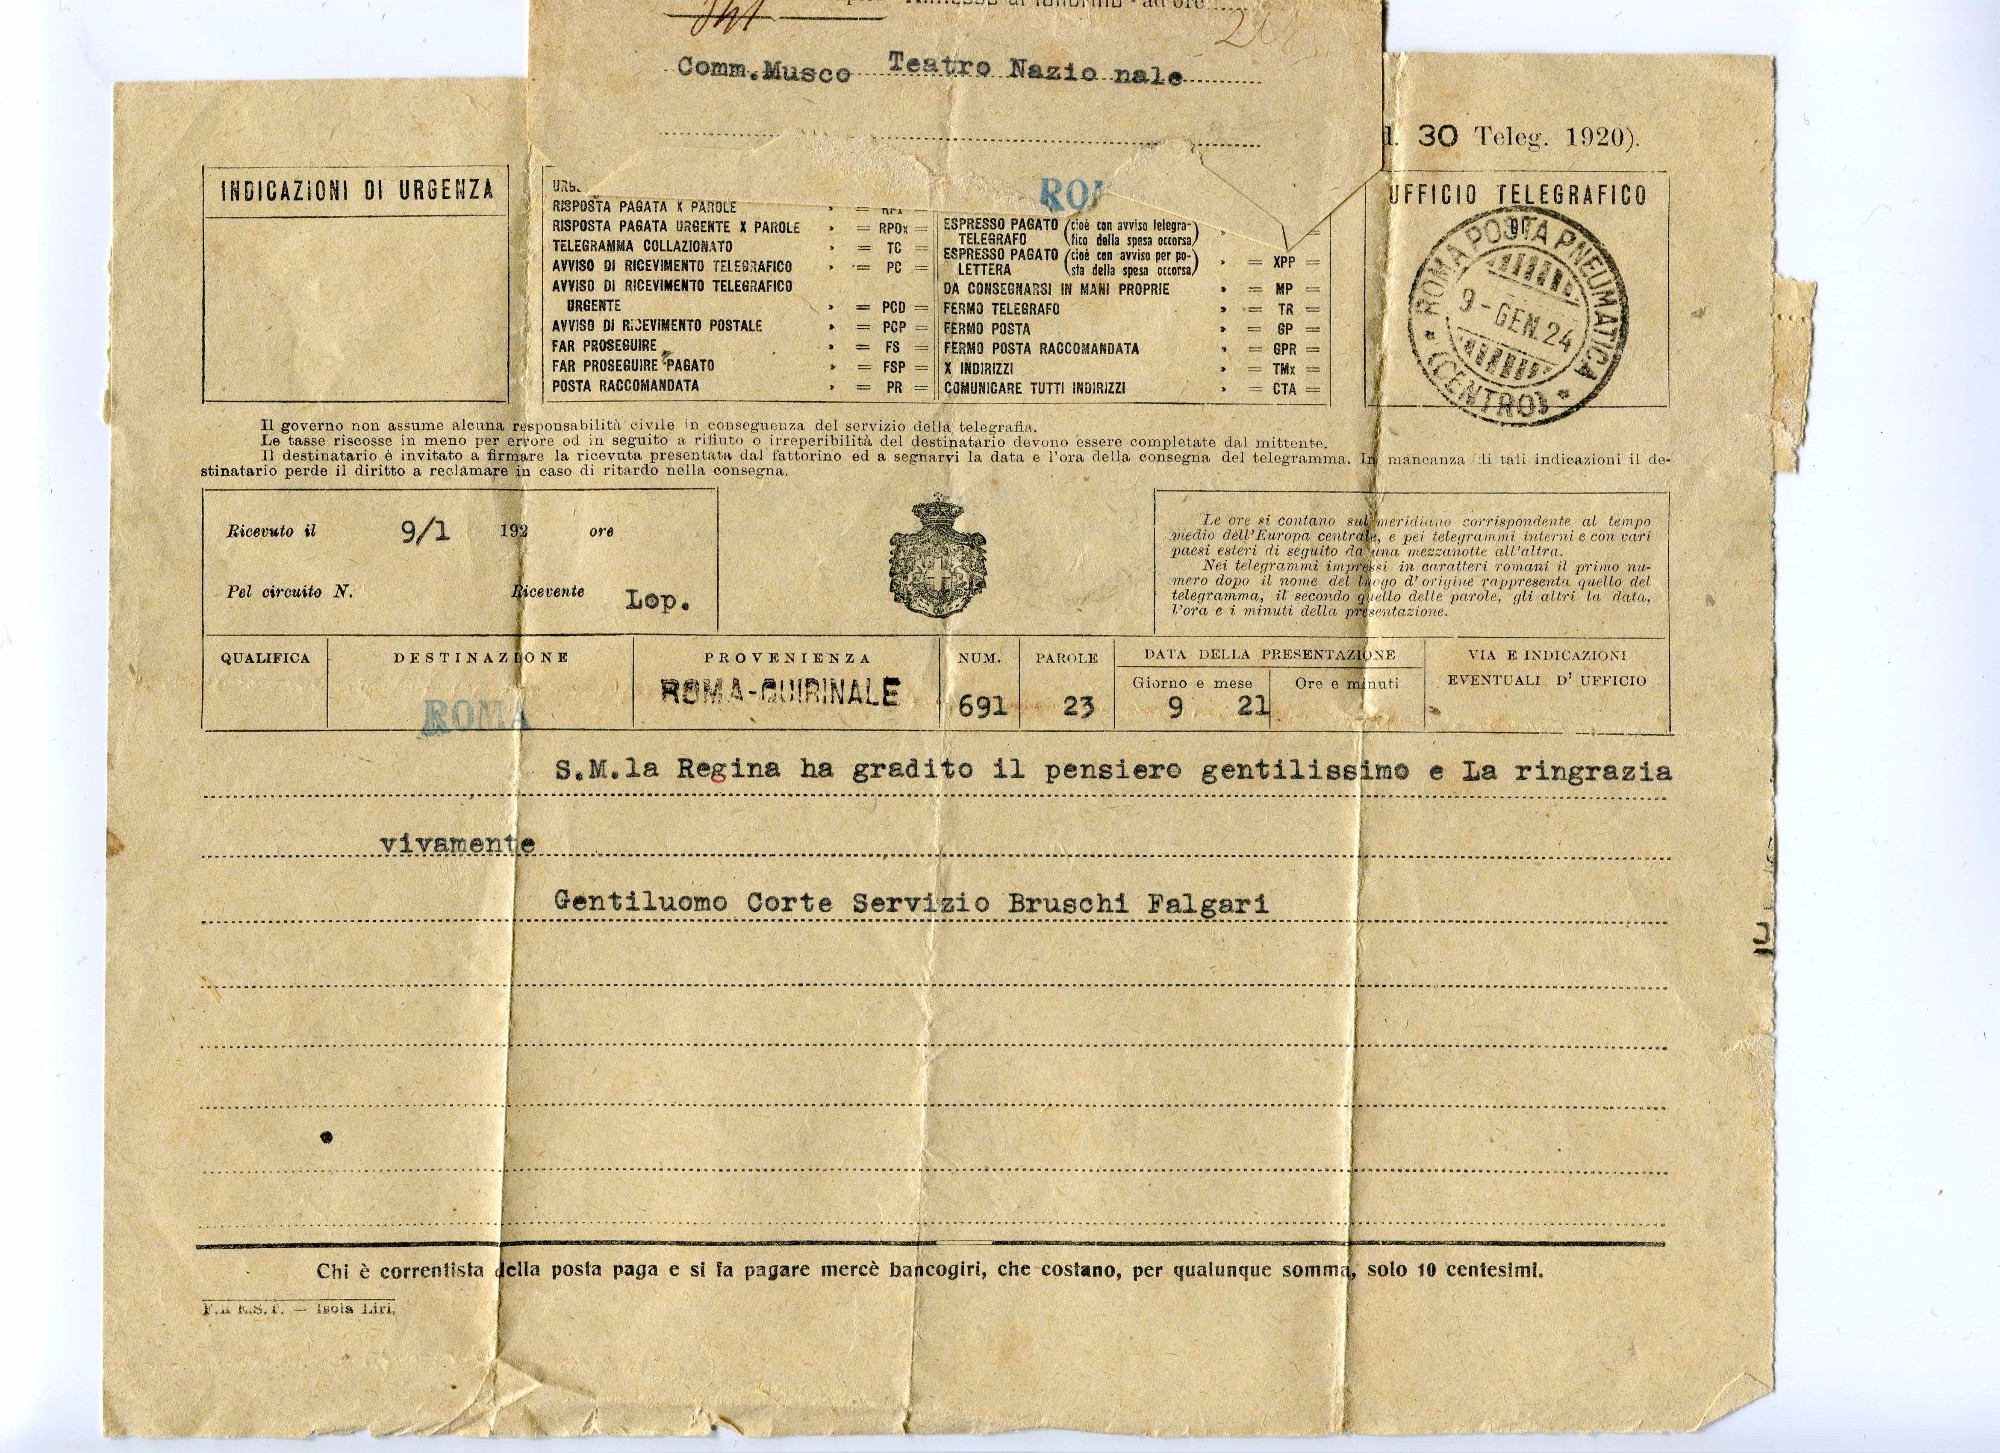 ad ore
Comm.Musco Teatro Nazio nale
30 Teleg. 1920).
INDICAZIONI DI URGENZA
RISPOSTA PAGATA X PAROLE » = RPx
RISPOSTA PAGATA URGENTE X PAROLE » = RPDx =
TELEGRAMMA COLLAZIONATO » = TC =
AVVISO DI RICEVIMENTO TELEGRAFICO » = PC =
AVVISO DI RICEVIMENTO TELEGRAFICO
URGENTE » = PCD =
AVVISO DI RICEVIMENTO POSTALE » = PCP =
FAR PROSEGUIRE » = FS =
FAR PROSEGUIRE PAGATO » = FSP =
POSTA RACCOMANDATA » = PR =
ESPRESSO PAGATO (cioè con avviso telegra-
TELEGRAFO fico della spesa occorsa)
ESPRESSO PAGATO (cioè con avviso per po-
LETTERA sta della spesa occorsa) » = XPP =
DA CONSEGNARSI IN MANI PROPRIE » = MP =
FERMO TELEGRAFO » = TR =
FERMO POSTA » = GP =
FERMO POSTA RACCOMANDATA » = GPR =
X INDIRIZZI » = TMx =
COMUNICARE TUTTI INDIRIZZI » = CTA =
UFFICIO TELEGRAFICO
ROMA POSTA PNEUMATICA
9-GEN.24
(CENTRO)
Il governo non assume alcuna responsabilità civile in conseguenza del servizio della telegrafia.
Le tasse riscosse in meno per errore od in seguito a rifiuto o irreperibilità del destinatario devono essere completate dal mittente.
Il destinatario è invitato a firmare la ricevuta presentata dal fattorino ed a segnarvi la data e l'ora della consegna del telegramma. In mancanza di tali indicazioni il de-
stinatario perde il diritto a reclamare in caso di ritardo nella consegna.
Ricevuto il 9/1 192 ore
Pel circuito N. Ricevente Lop.
Le ore si contano sul meridiano corrispondente al tempo
medio dell'Europa centrale, e pei telegrammi interni e con vari
paesi esteri di seguito da una mezzanotte all'altra.
Nei telegrammi impressi in caratteri romani il primo nu-
mero dopo il nome del luogo d'origine rappresenta quello del
telegramma, il secondo quello delle parole, gli altri la data,
l'ora e i minuti della presentazione.
QUALIFICA DESTINAZIONE PROVENIENZA NUM. PAROLE DATA DELLA PRESENTAZIONE VIA E INDICAZIONI
Giorno e mese Ore e minuti EVENTUALI D' UFFICIO
ROMA ROMA-QUIRINALE 691 23 9 21
S.M.la Regina ha gradito il pensiero gentilissimo e La ringrazia
vivamente
Gentiluomo Corte Servizio Bruschi Falgari
Chi è correntista della posta paga e si fa pagare mercè bancogiri, che costano, per qualunque somma, solo 10 centesimi.
Isola Liri.